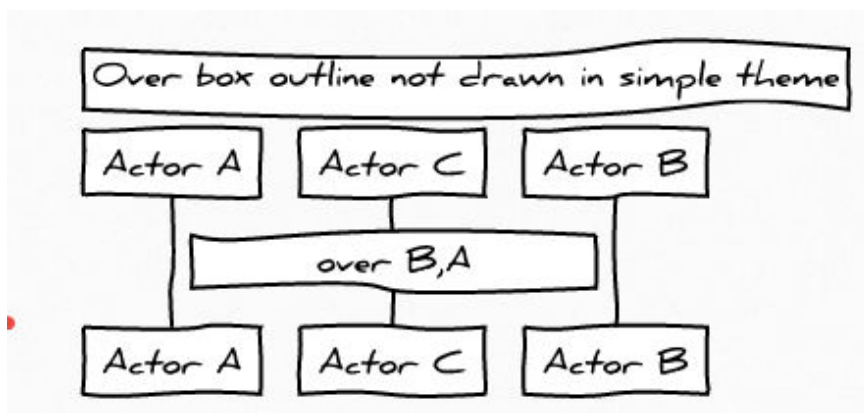 Over box outline not drawn in simple theme
Actor A Actor C Actor B
over B,A
Actor A Actor C Actor B